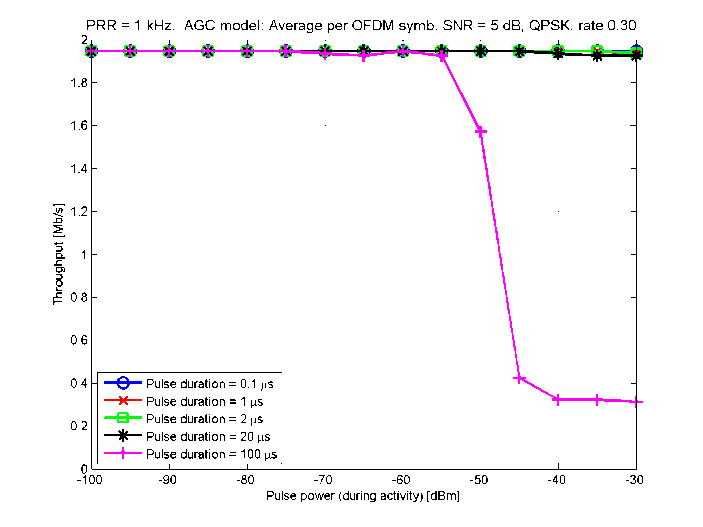 PRR = 1 kHz. AGC model: Average per OFDM symb. SNR = 5 dB, QPSK. rate 0.30
2
1.8
1.6
1.4
1.2
1
0.8
0.6
0.4
0.2
0
Throughput [Mb/s]
Pulse duration = 0.1 μs
Pulse duration = 1 μs
Pulse duration = 2 μs
Pulse duration = 20 μs
Pulse duration = 100 μs
-100 -90 -80 -70 -60 -50 -40 -30
Pulse power (during activity) [dBm]